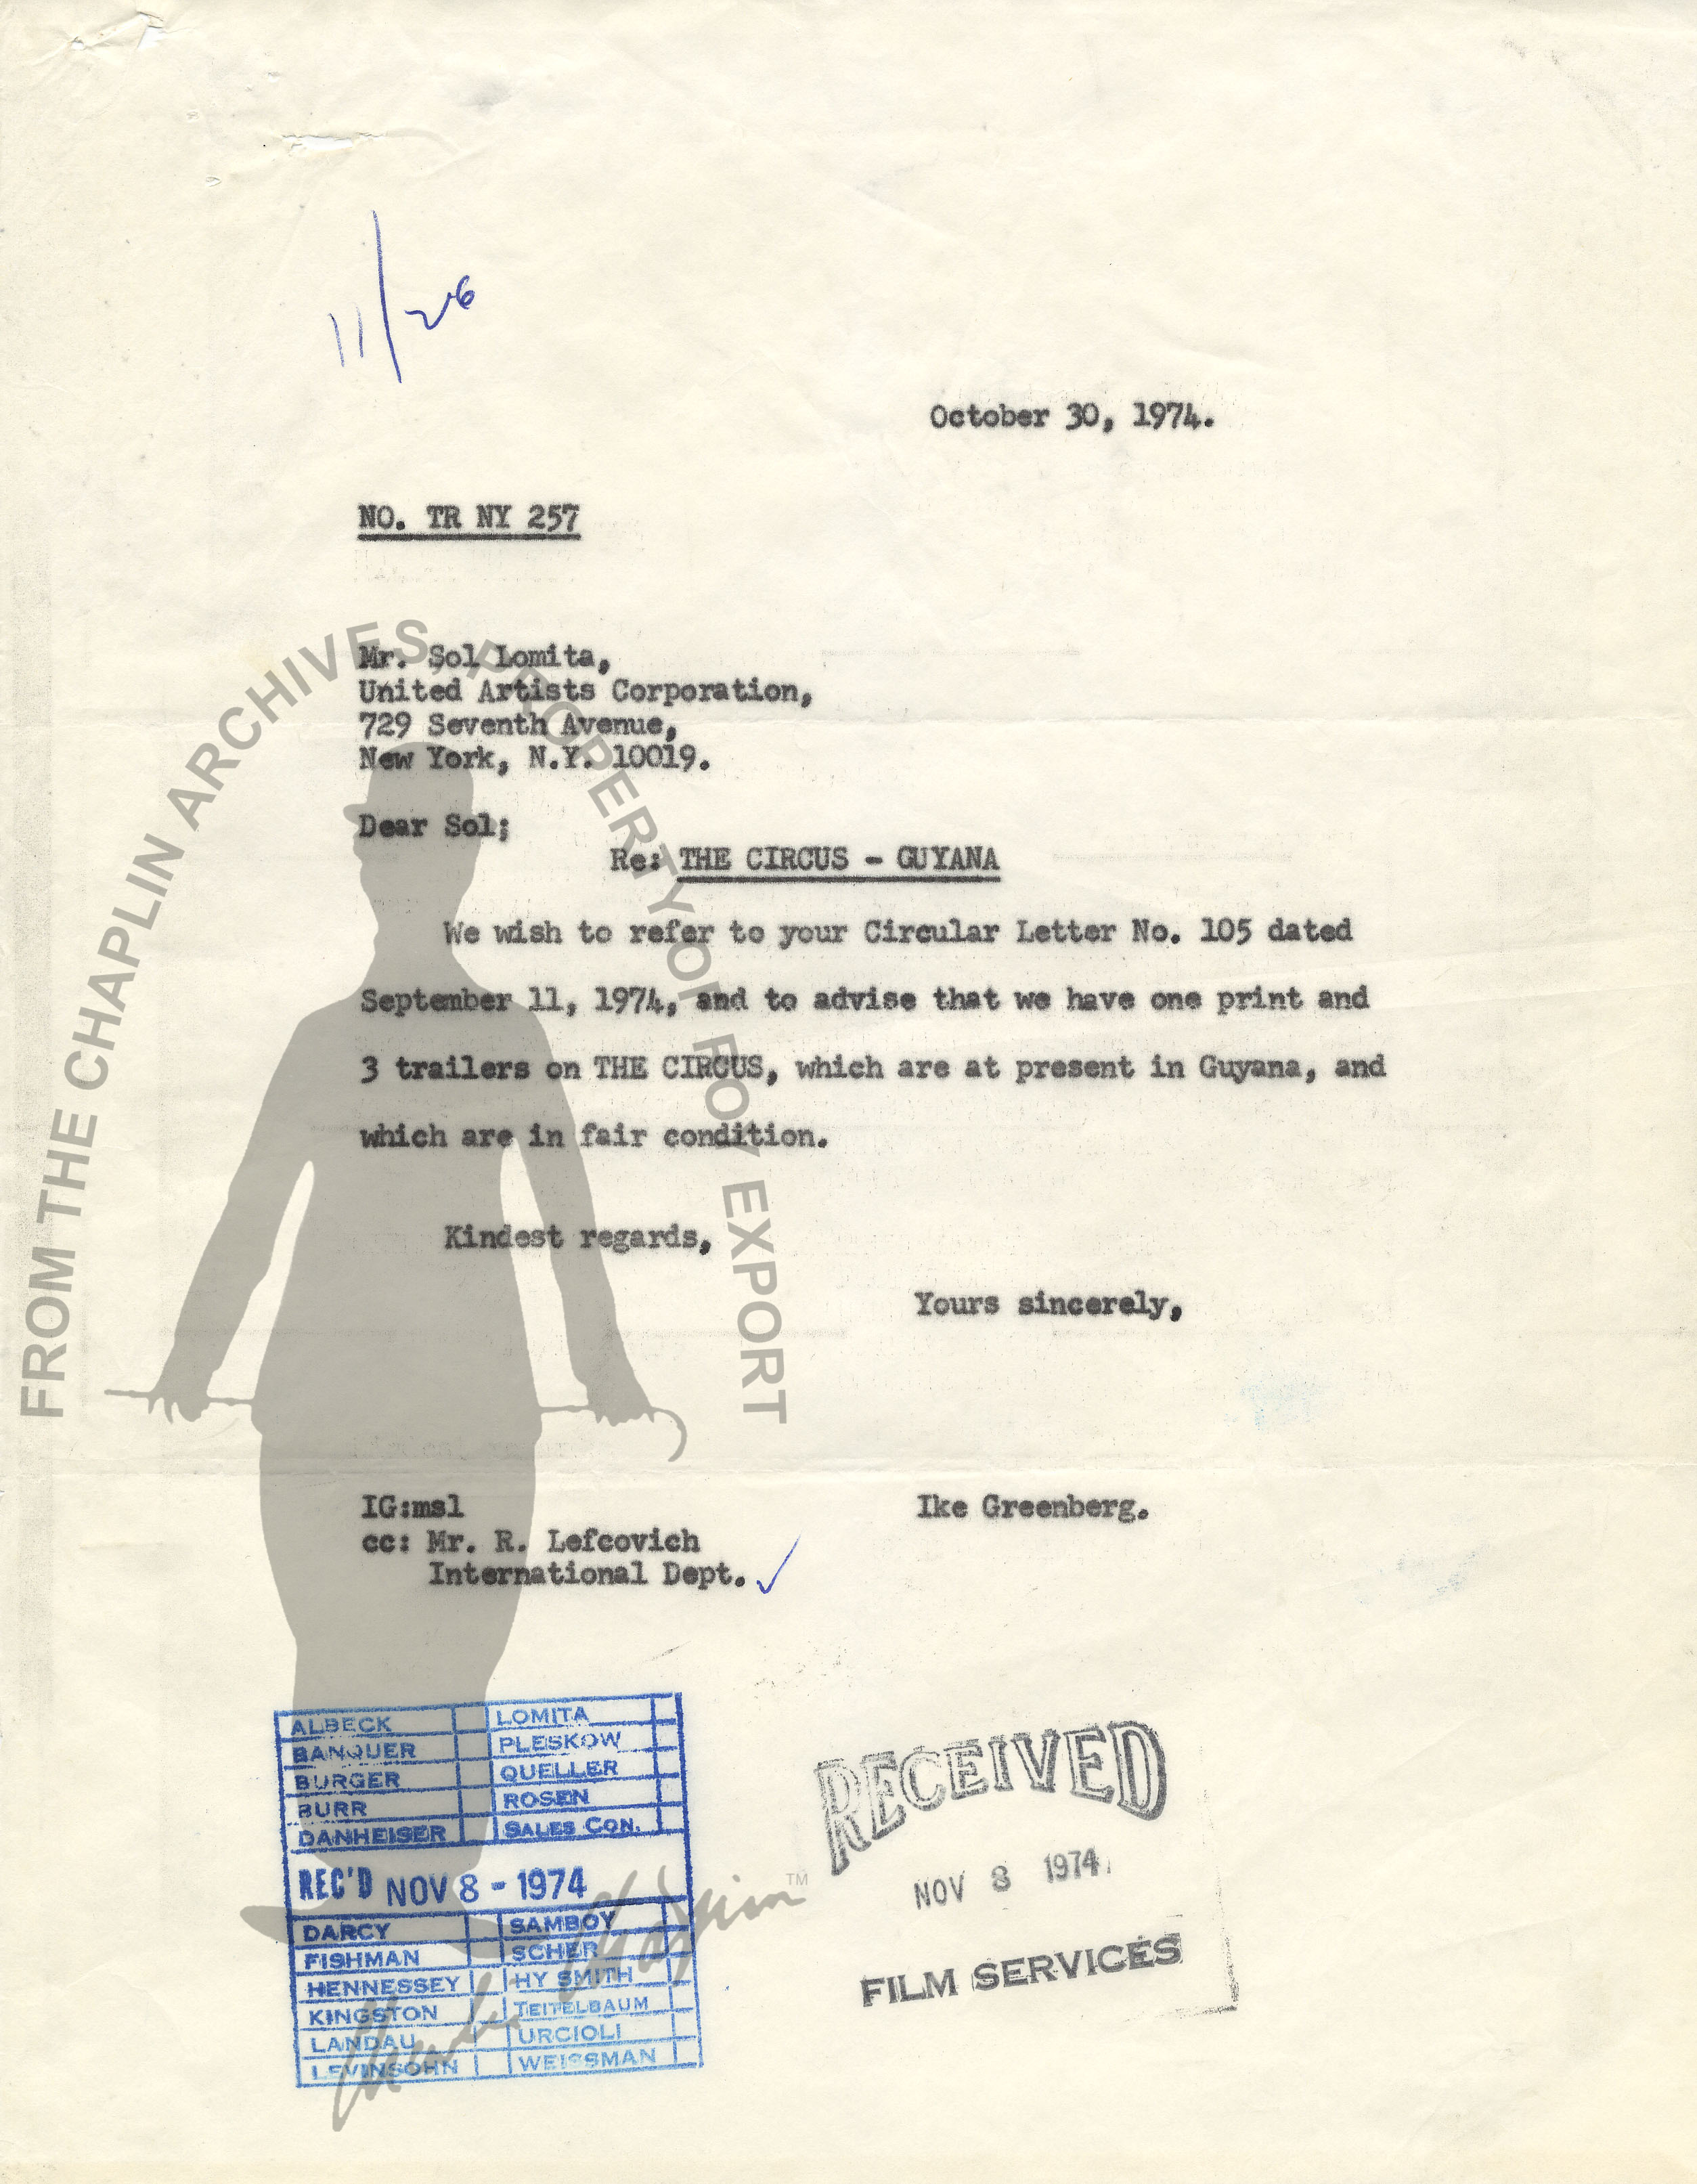 11/26
October 30, 1974.
NO. TR NY 257
Mr. Sol Lomita,
United Artists Corporation,
729 Seventh Avenue,
New York, N.Y. 10019.
Dear Sol;
Re: THE CIRCUS - GUYANA
We wish to refer to your Circular Letter No. 105 dated
September 11, 1974, and to advise that we have one print and
3 trailers on THE CIRCUS, which are at present in Guyana, and
which are in fair condition.
Kindest regards,
Yours sincerely,
IG:msl
Ike Greenberg.
cc: Mr. R. Lefcovich
International Dept. ✓
ALBECK LOMITA
BANQUER PLESKOW
BURGER QUELLER
BURR ROSEN
DANHEISER SALES CON.
REC'D NOV 8 - 1974
DARCY SAMBOY
FISHMAN SCHER
HENNESSEY HY SMITH
KINGSTON TEITELBAUM
LANDAU URCIOLI
LEVINSOHN WEISSMAN
RECEIVED
NOV 8 1974
FILM SERVICES
FROM THE CHAPLIN ARCHIVES, PROPERTY OF ROY EXPORT
TM